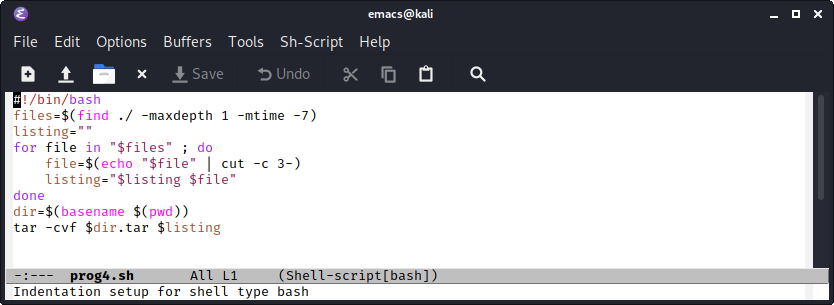 emacs@kali
File Edit Options Buffers Tools Sh-Script Help
Save Undo
#!/bin/bash
files=$(find ./ -maxdepth 1 -mtime -7)
listing=""
for file in "$files" ; do
    file=$(echo "$file" | cut -c 3-)
    listing="$listing $file"
done
dir=$(basename $(pwd))
tar -cvf $dir.tar $listing
-:--- prog4.sh All L1 (Shell-script[bash])
Indentation setup for shell type bash